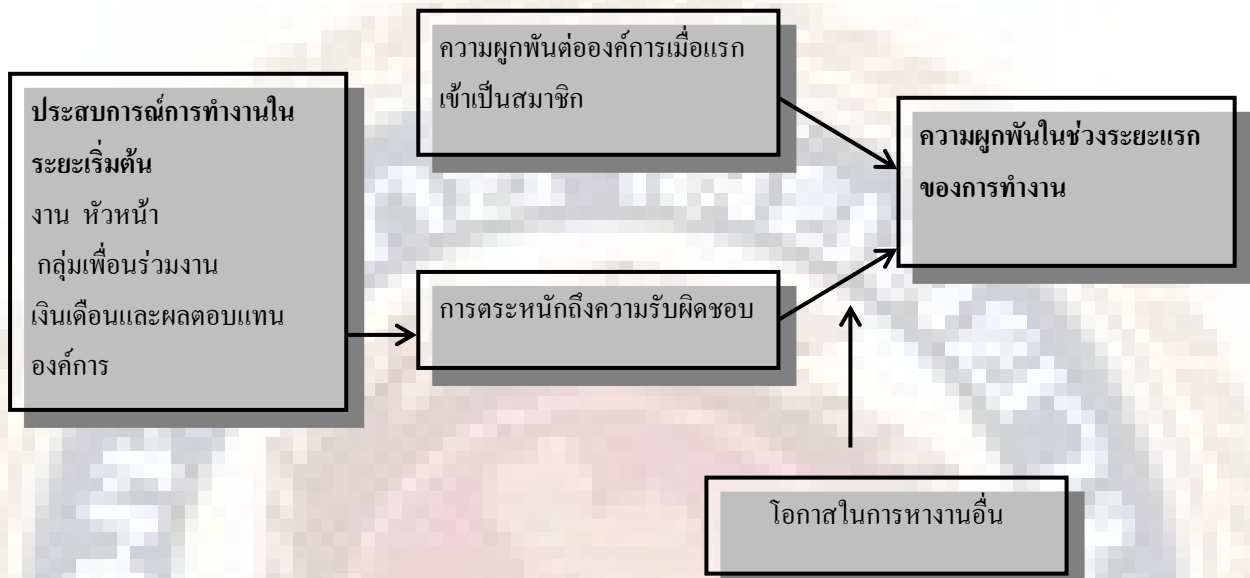 ความผูกพันต่อองค์การเมื่อแรก
เข้าเป็นสมาชิก
ประสบการณ์การทำงานใน
ระยะเริ่มต้น
งาน หัวหน้า
กลุ่มเพื่อนร่วมงาน
เงินเดือนและผลตอบแทน
องค์การ
ความผูกพันในช่วงระยะแรก
ของการทำงาน
การตระหนักถึงความรับผิดชอบ
โอกาสในการหางานอื่น